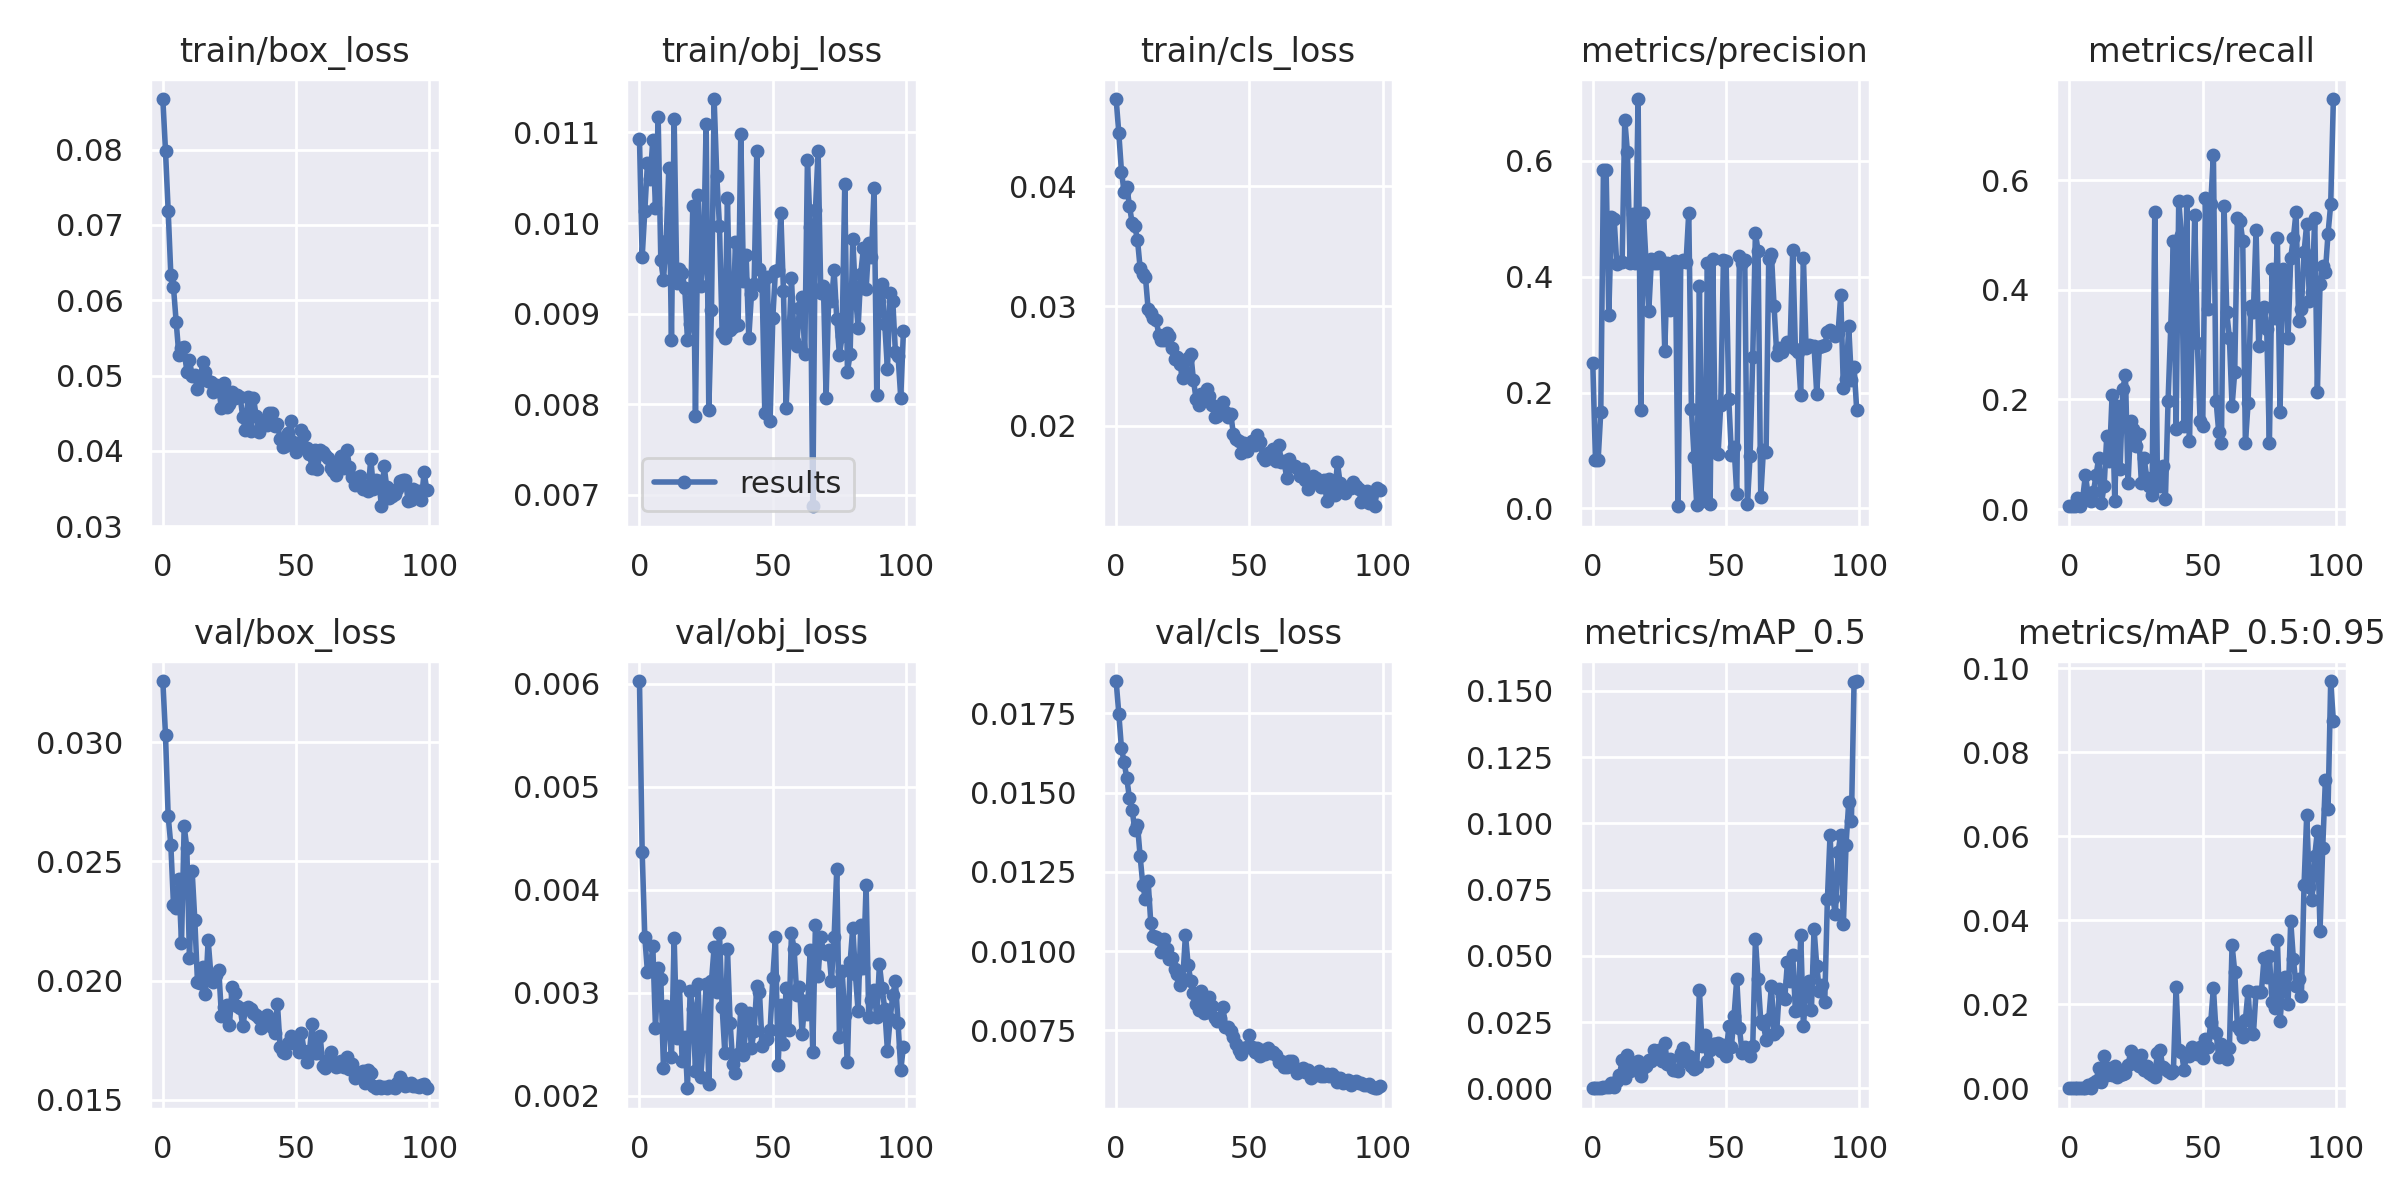 train/box_loss
train/obj_loss
train/cls_loss
metrics/precision
metrics/recall
0.08
0.07
0.06
0.05
0.04
0.03
0 50 100
0.011
0.010
0.009
0.008
0.007
results
0 50 100
0.04
0.03
0.02
0 50 100
0.6
0.4
0.2
0.0
0 50 100
0.6
0.4
0.2
0.0
0 50 100
val/box_loss
val/obj_loss
val/cls_loss
metrics/mAP_0.5
metrics/mAP_0.5:0.95
0.030
0.025
0.020
0.015
0 50 100
0.006
0.005
0.004
0.003
0.002
0 50 100
0.0175
0.0150
0.0125
0.0100
0.0075
0 50 100
0.150
0.125
0.100
0.075
0.050
0.025
0.000
0 50 100
0.10
0.08
0.06
0.04
0.02
0.00
0 50 100